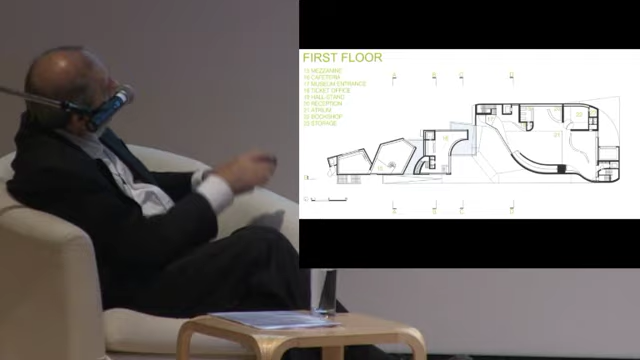 FIRST FLOOR
15 MEZZANINE
16 CAFETERIA
17 MUSEUM ENTRANCE
18 TICKET OFFICE
19 HALL-STAND
20 RECEPTION
21 ATRIUM
22 BOOKSHOP
23 STORAGE